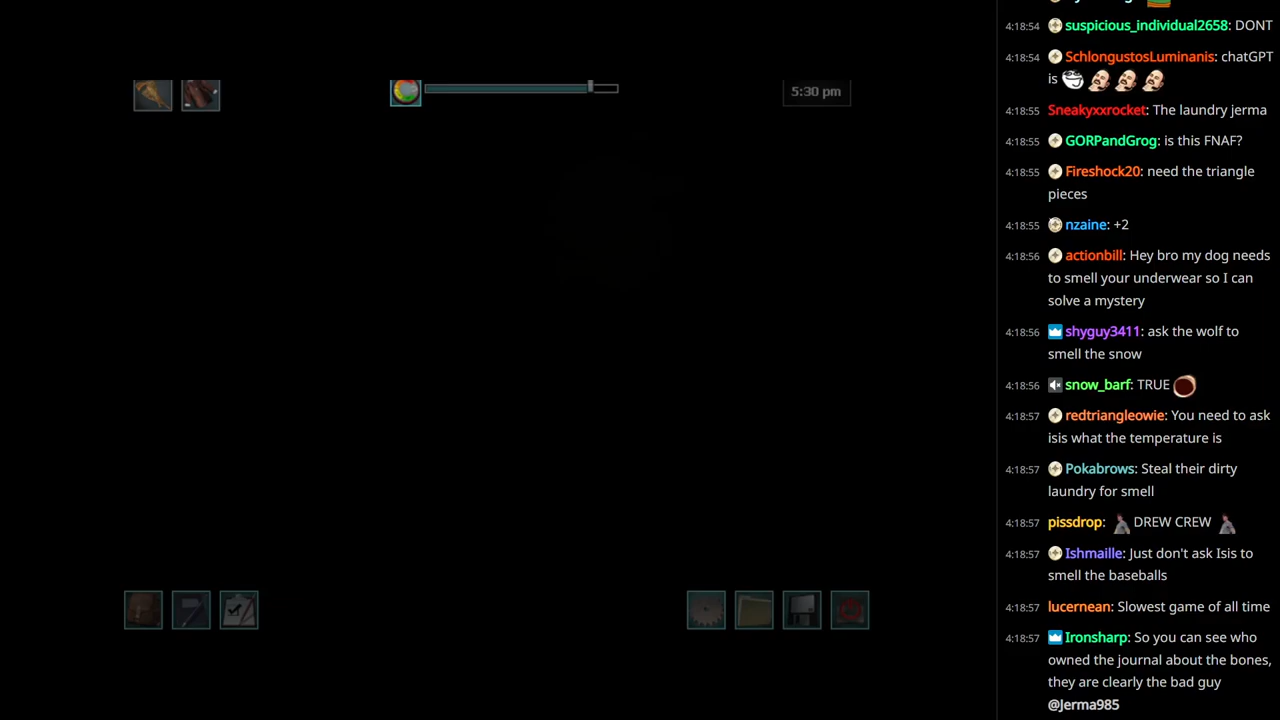 5:30 pm
4:18:54 suspicious_individual2658: DONT
4:18:54 SchlongustosLuminanis: chatGPT
is
4:18:55 Sneakyxxrocket: The laundry jerma
4:18:55 GORPandGrog: is this FNAF?
4:18:55 Fireshock20: need the triangle
pieces
4:18:55 nzaine: +2
4:18:56 actionbill: Hey bro my dog needs
to smell your underwear so I can
solve a mystery
4:18:56 shyguy3411: ask the wolf to
smell the snow
4:18:56 snow_barf: TRUE
4:18:57 redtriangleowie: You need to ask
isis what the temperature is
4:18:57 Pokabrows: Steal their dirty
laundry for smell
4:18:57 pissdrop: DREW CREW
4:18:57 Ishmaille: Just don't ask Isis to
smell the baseballs
4:18:57 lucernean: Slowest game of all time
4:18:57 Ironsharp: So you can see who
owned the journal about the bones,
they are clearly the bad guy
@Jerma985